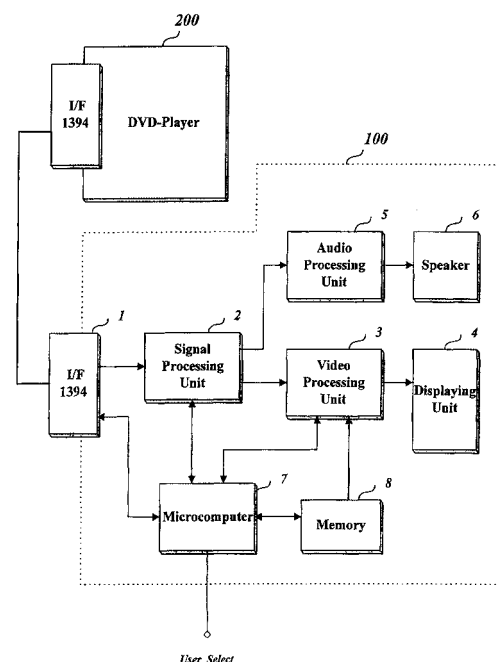 200
I/F
1394
DVD-Player
100
5
Audio
Processing
Unit
6
Speaker
1
I/F
1394
2
Signal
Processing
Unit
3
Video
Processing
Unit
4
Displaying
Unit
7
Microcomputer
8
Memory
User Select